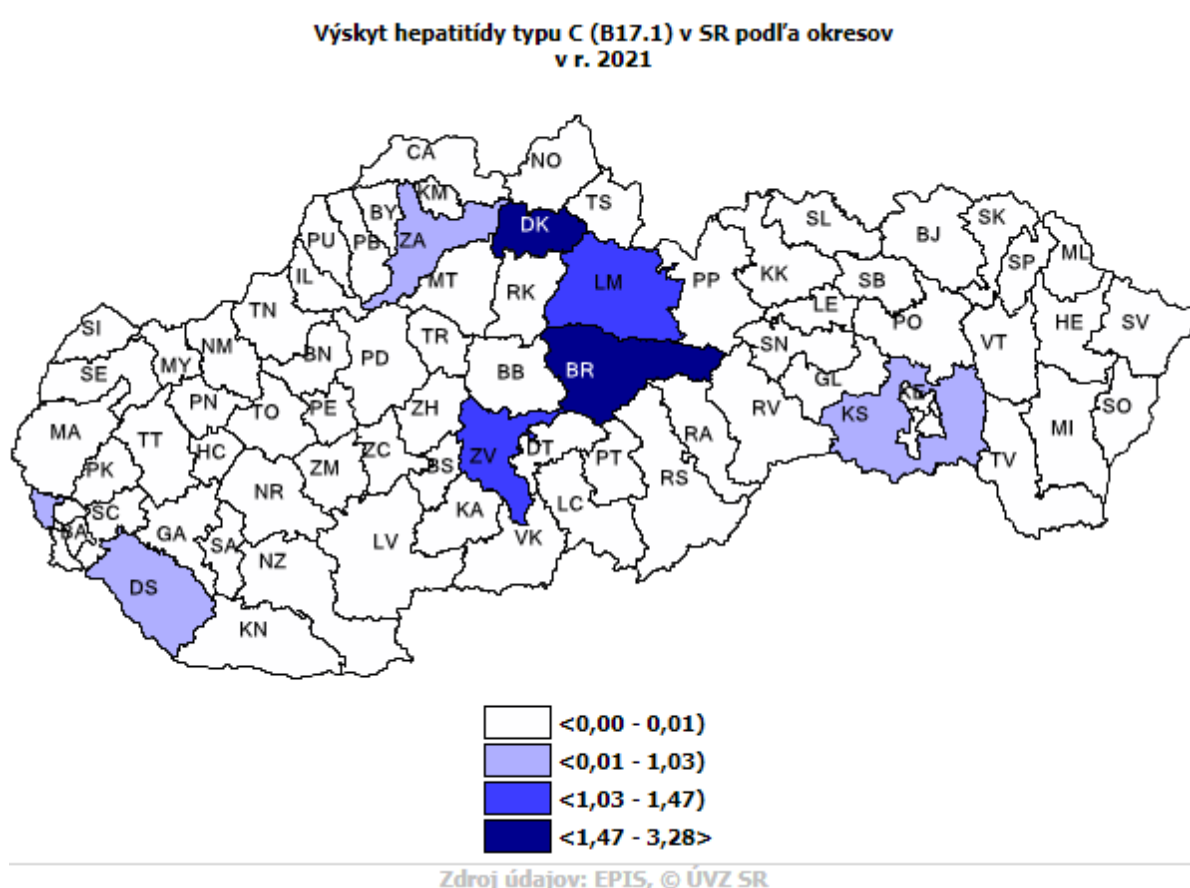 Výskyt hepatitídy typu C (B17.1) v SR podľa okresov
v r. 2021
CA
NO
KM
TS
BY
PU
PB
ZA
DK
SL
BJ
SK
ML
SP
IL
MT
RK
LM
PP
KK
SB
TN
LE
PO
HE
SV
SI
NM
BN
PD
TR
SN
VT
MY
SE
BB
BR
GL
PN
TO
PE
ZH
RV
KE
KS
SO
MA
TT
HC
ZM
ZC
BS
ZV
DT
PT
RA
MI
TV
PK
NR
RS
SC
KA
LC
BA
GA
SA
LV
VK
NZ
DS
KN
<0,00 - 0,01)
<0,01 - 1,03)
<1,03 - 1,47)
<1,47 - 3,28>
Zdroj údajov: EPIS, © ÚVZ SR